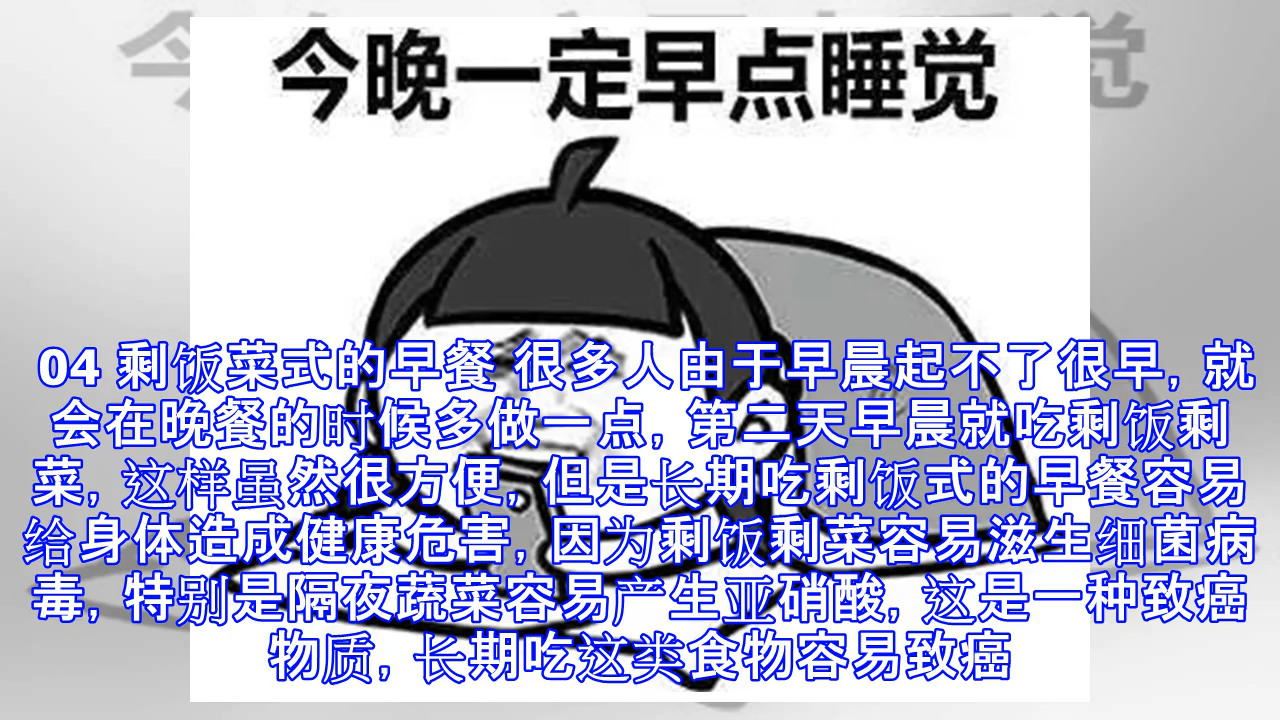 今晚一定早点睡觉
04 剩饭菜式的早餐 很多人由于早晨起不了很早, 就
会在晚餐的时候多做一点, 第二天早晨就吃剩饭剩
菜, 这样虽然很方便, 但是长期吃剩饭式的早餐容易
给身体造成健康危害, 因为剩饭剩菜容易滋生细菌病
毒, 特别是隔夜蔬菜容易产生亚硝酸, 这是一种致癌
物质, 长期吃这类食物容易致癌